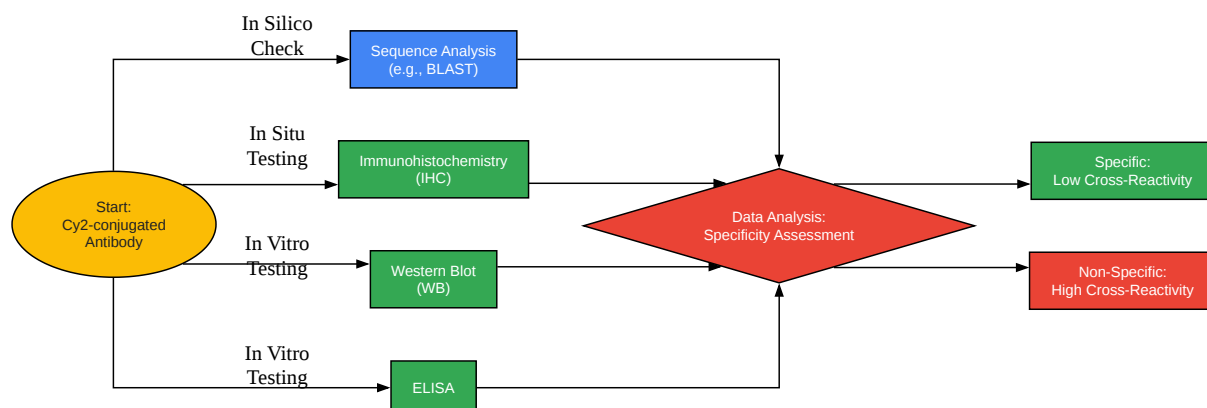 In Silico
Check
Sequence Analysis
(e.g., BLAST)
In Situ
Testing
Immunohistochemistry
(IHC)
Specific:
Low Cross-Reactivity
Start:
Cy2-conjugated
Antibody
Data Analysis:
Specificity Assessment
In Vitro
Testing
Western Blot
(WB)
Non-Specific:
High Cross-Reactivity
In Vitro
Testing
ELISA